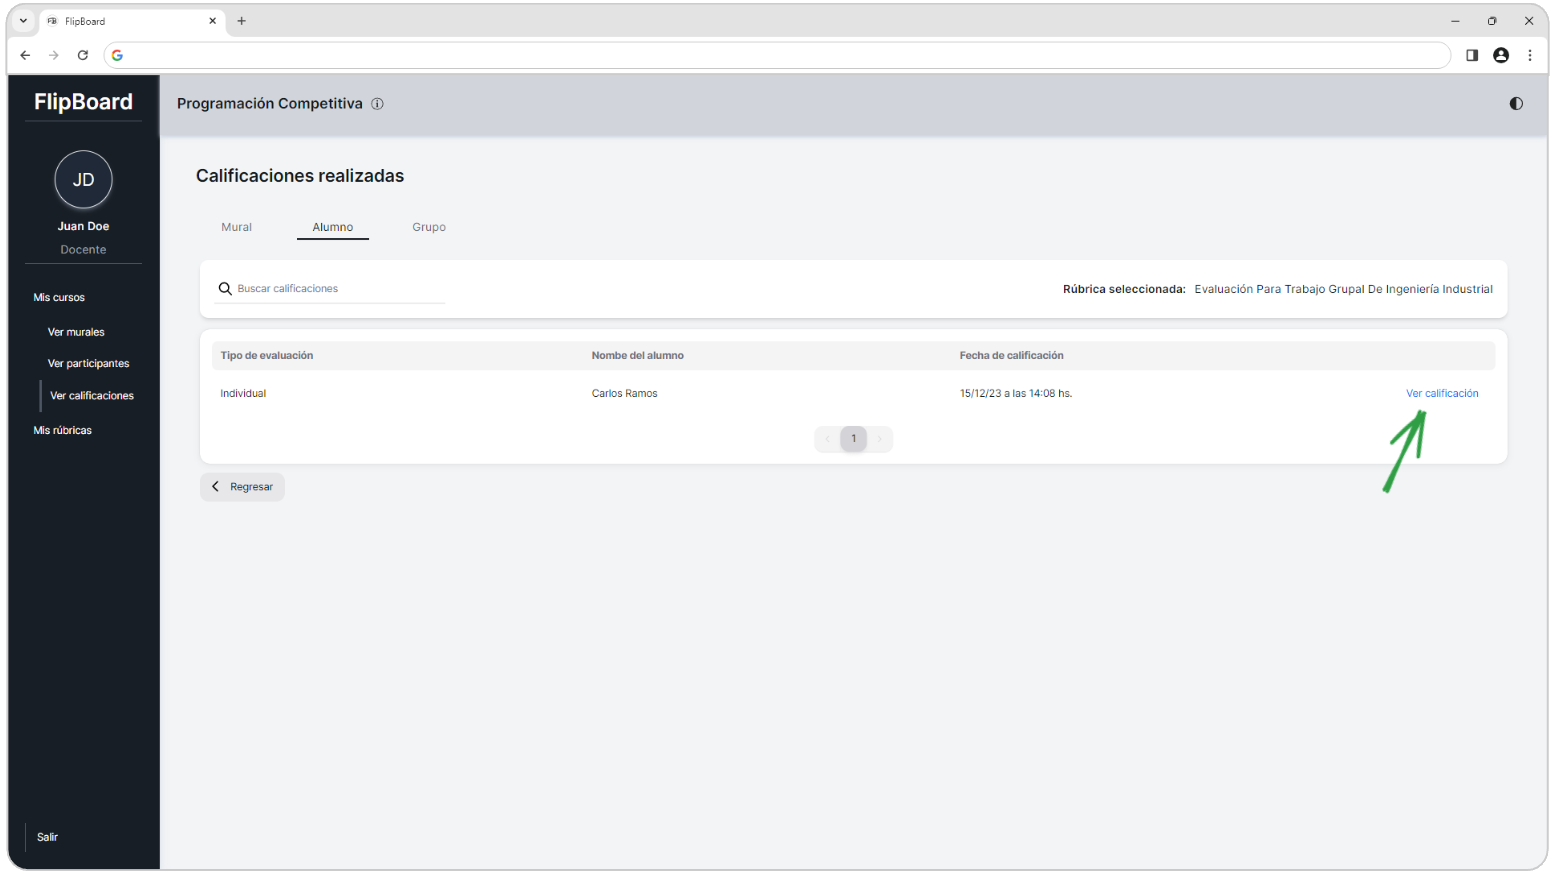 FlipBoard
FlipBoard
Programación Competitiva
JD
Juan Doe
Docente
Mis cursos
Ver murales
Ver participantes
Ver calificaciones
Mis rúbricas
Salir
Calificaciones realizadas
Mural Alumno Grupo
Buscar calificaciones
Rúbrica seleccionada: Evaluación Para Trabajo Grupal De Ingeniería Industrial
Tipo de evaluación Nombe del alumno Fecha de calificación
Individual Carlos Ramos 15/12/23 a las 14:08 hs. Ver calificación
1
Regresar